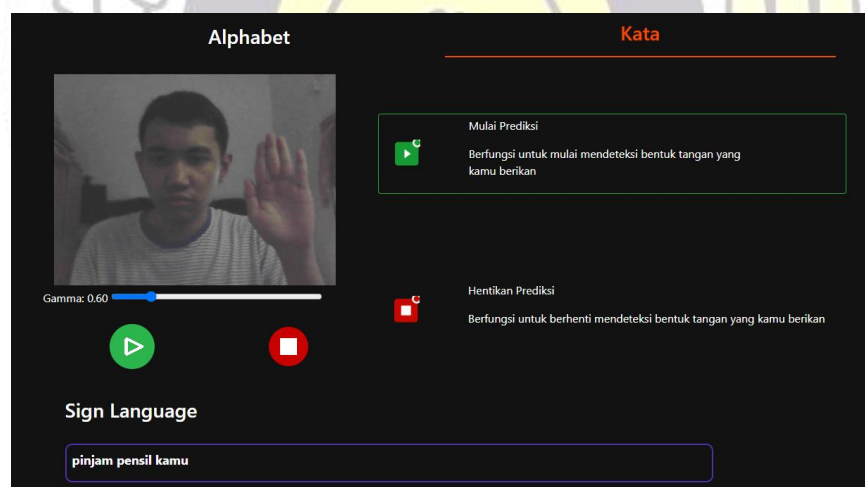 Alphabet
Kata
Mulai Prediksi
Berfungsi untuk mulai mendeteksi bentuk tangan yang
kamu berikan
Gamma: 0.60
Hentikan Prediksi
Berfungsi untuk berhenti mendeteksi bentuk tangan yang kamu berikan
Sign Language
pinjam pensil kamu